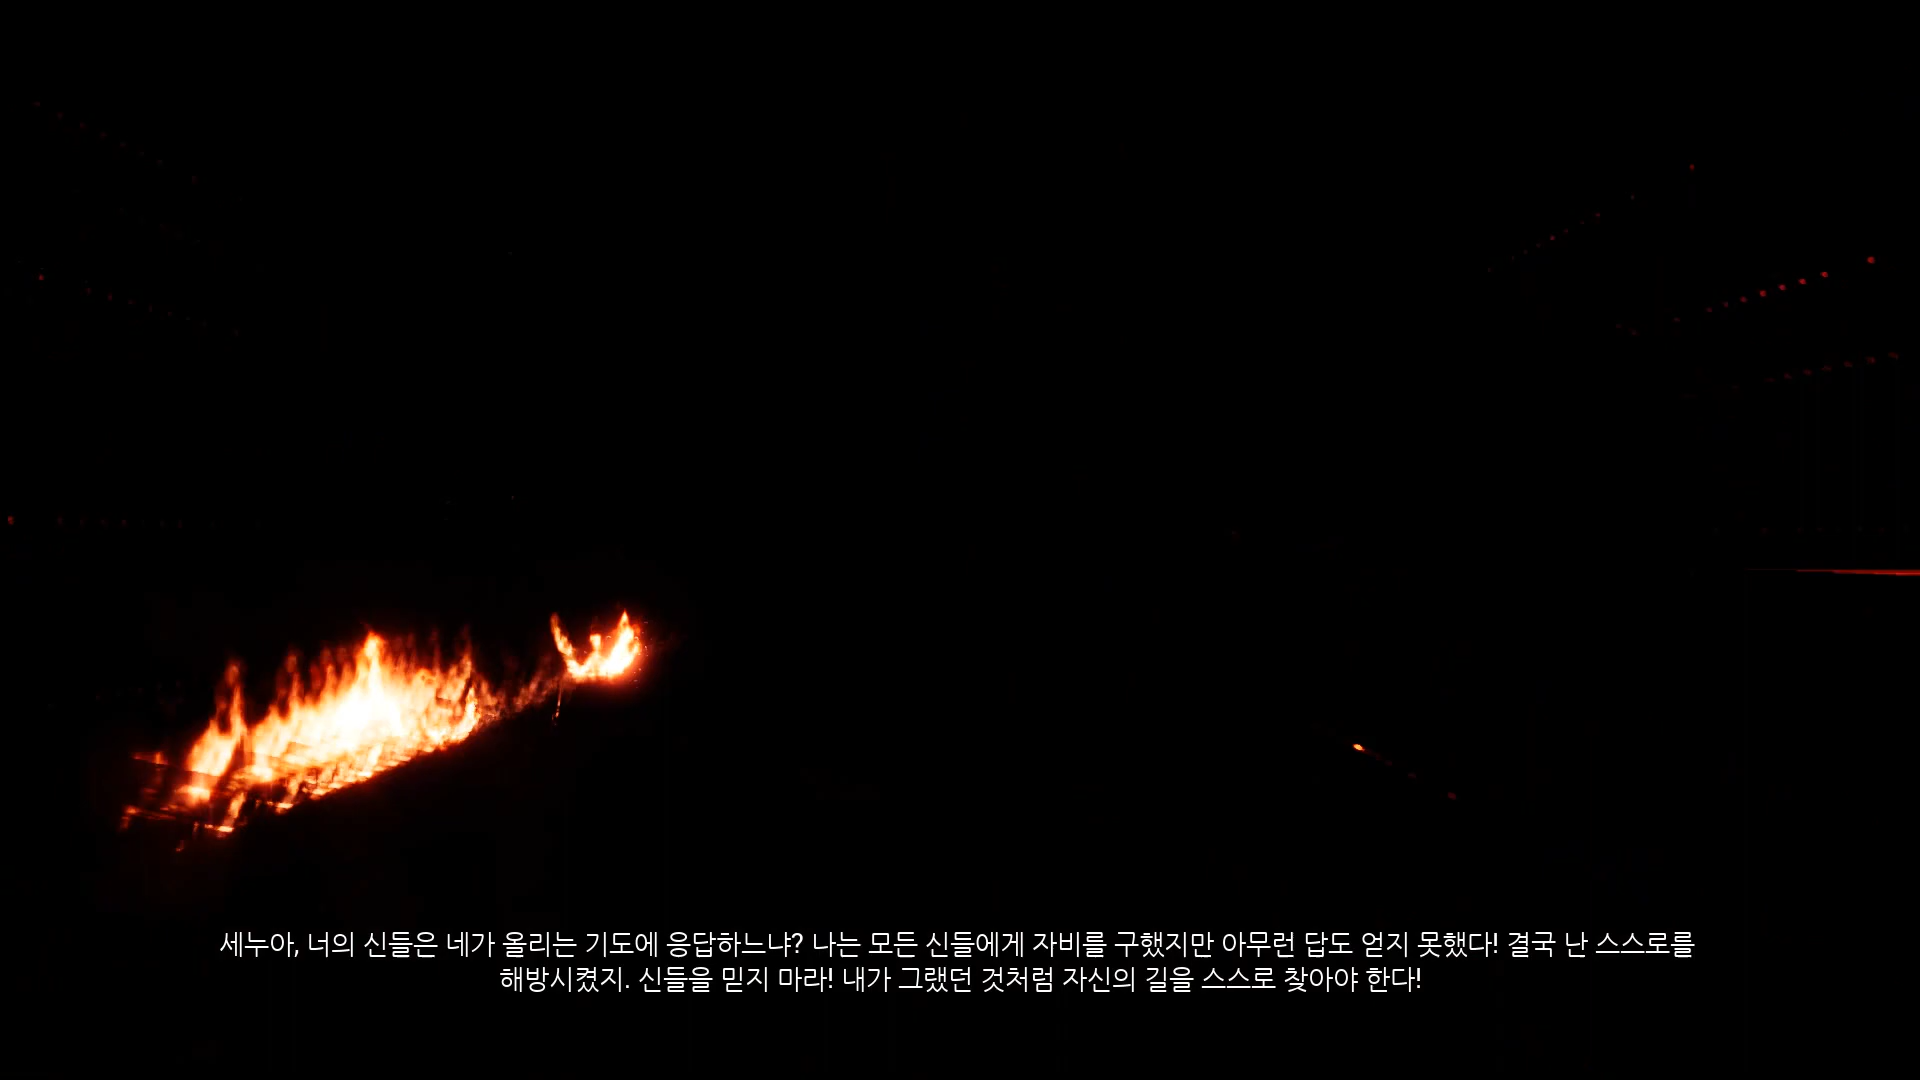 세누아, 너의 신들은 네가 올리는 기도에 응답하느냐? 나는 모든 신들에게 자비를 구했지만 아무런 답도 얻지 못했다! 결국 난 스스로를
해방시켰지. 신들을 믿지 마라! 내가 그랬던 것처럼 자신의 길을 스스로 찾아야 한다!